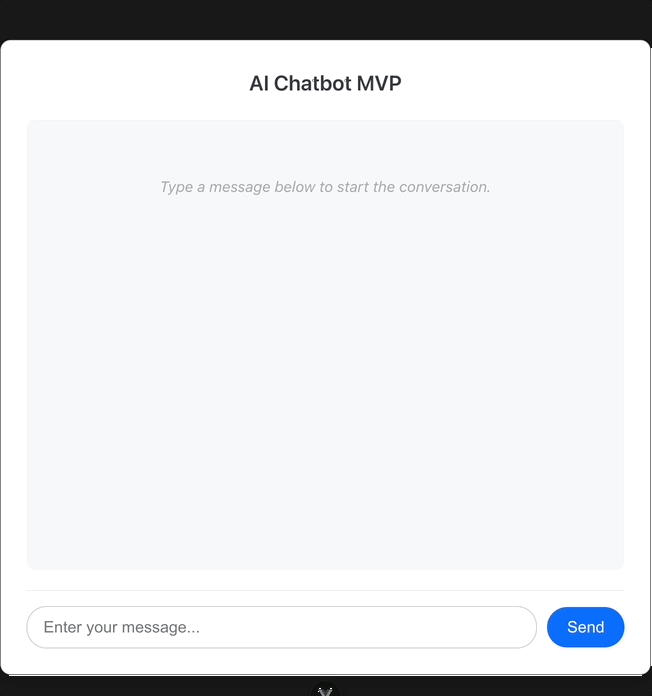 AI Chatbot MVP
Type a message below to start the conversation.
Enter your message...
Send